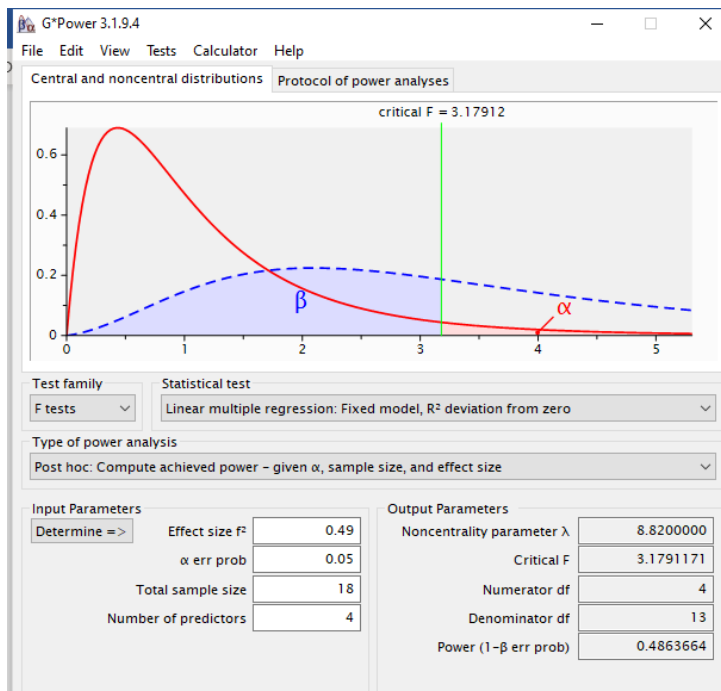 G*Power 3.1.9.4
File Edit View Tests Calculator Help
Central and noncentral distributions Protocol of power analyses
critical F = 3.17912
0.6
0.4
0.2
0
β
α
0 1 2 3 4 5
Test family Statistical test
F tests Linear multiple regression: Fixed model, R² deviation from zero
Type of power analysis
Post hoc: Compute achieved power – given α, sample size, and effect size
Input Parameters Output Parameters
Determine => Effect size f² 0.49 Noncentrality parameter λ 8.8200000
α err prob 0.05 Critical F 3.1791171
Total sample size 18 Numerator df 4
Number of predictors 4 Denominator df 13
Power (1-β err prob) 0.4863664